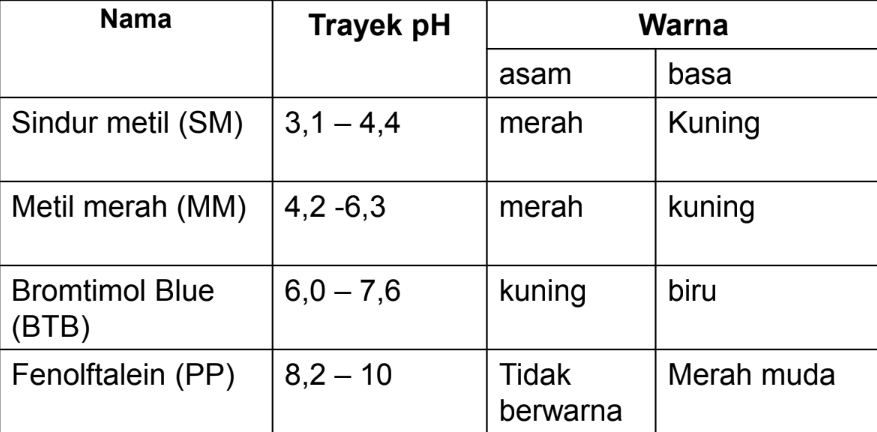 Nama Trayek pH Warna
asam basa
Sindur metil (SM) 3,1 – 4,4 merah Kuning
Metil merah (MM) 4,2 -6,3 merah kuning
Bromtimol Blue 6,0 – 7,6 kuning biru
(BTB)
Fenolftalein (PP) 8,2 – 10 Tidak Merah muda
berwarna